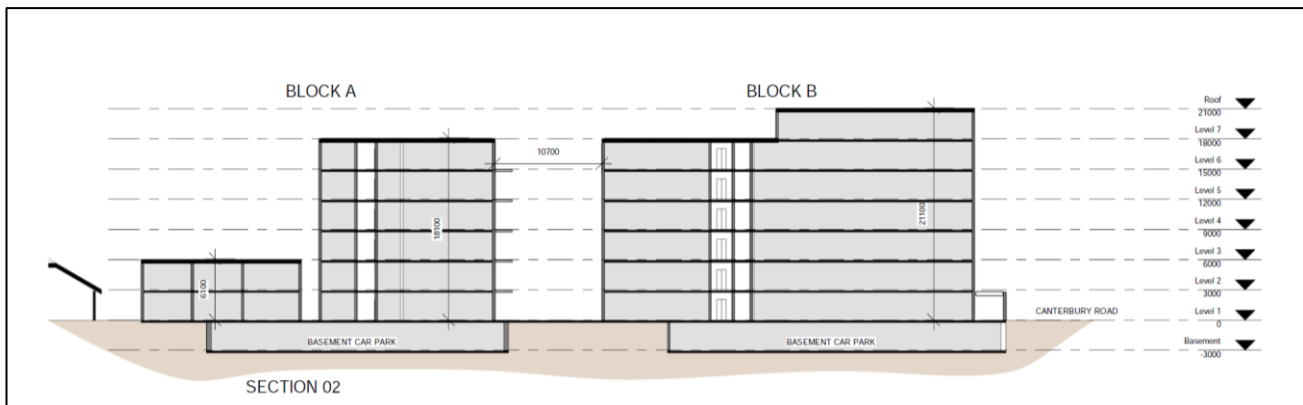 BLOCK A
BLOCK B
Roof
21000
Level 7
18000
10700
Level 6
15000
Level 5
12000
18100
21100
Level 4
9000
Level 3
6000
6100
Level 2
3000
CANTERBURY ROAD
Level 1
0
BASEMENT CAR PARK
BASEMENT CAR PARK
Basement
-3000
SECTION 02